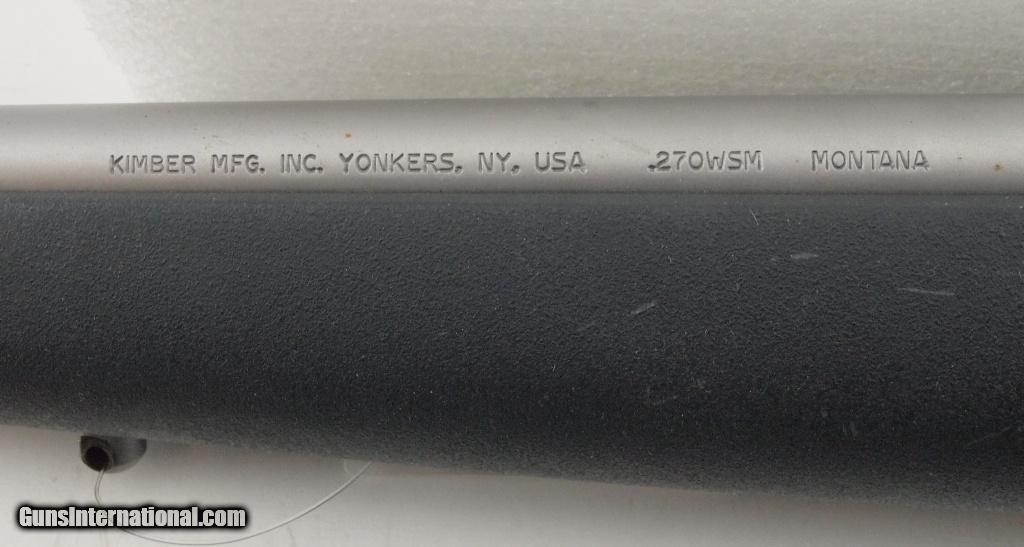 KIMBER MFG. INC. YONKERS, NY, USA .270WSM MONTANA
GunsInternational.com